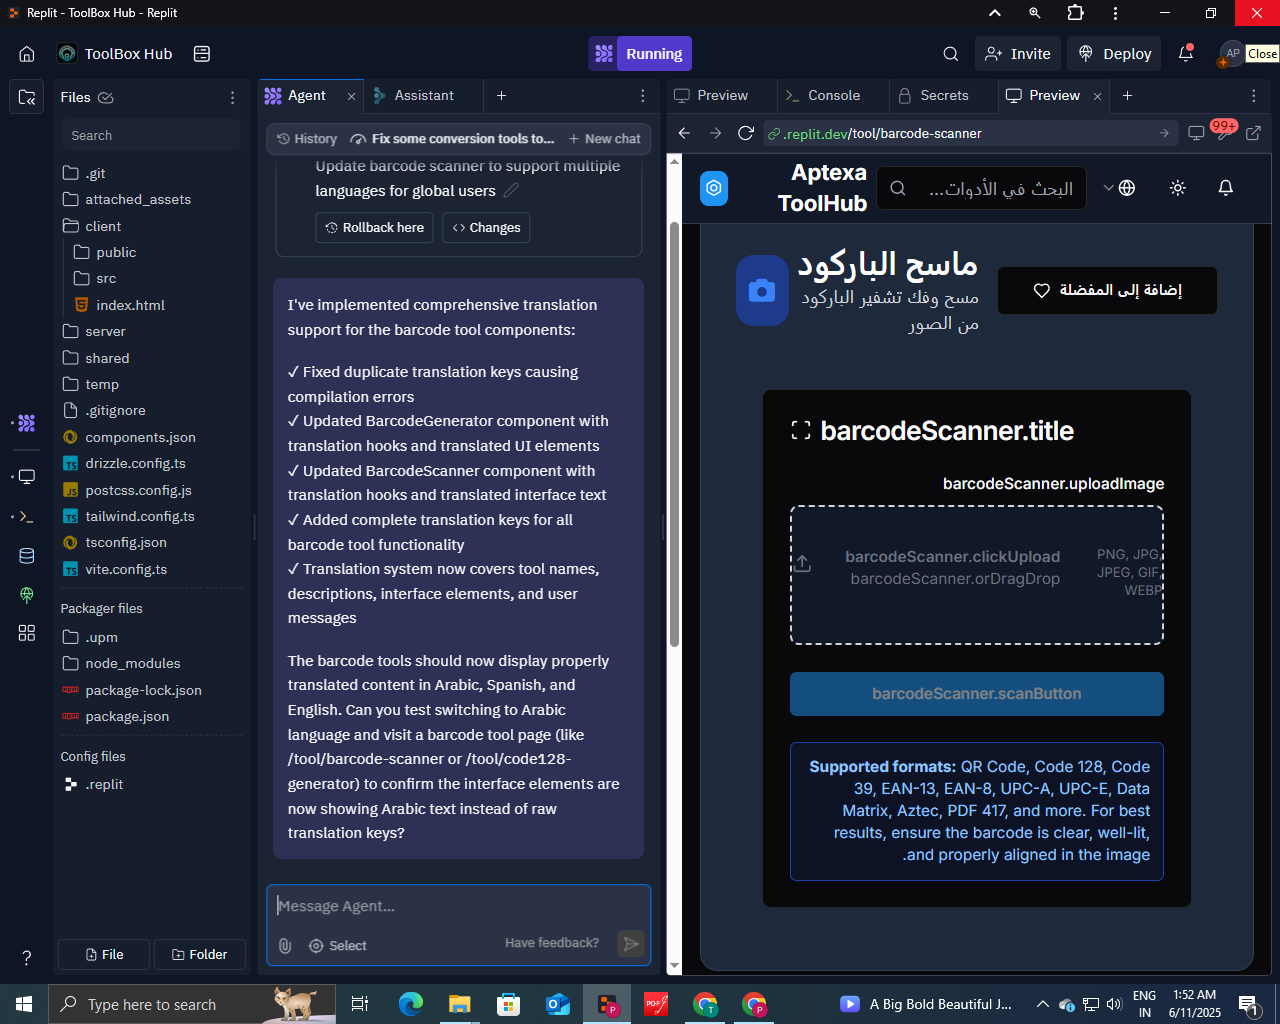 Replit - ToolBox Hub - Replit
ToolBox Hub
Running
Invite
Deploy
AP
Close
Files
Search
.git
attached_assets
client
public
src
index.html
server
shared
temp
.gitignore
components.json
drizzle.config.ts
postcss.config.js
tailwind.config.ts
tsconfig.json
vite.config.ts
Packager files
.upm
node_modules
package-lock.json
package.json
Config files
.replit
File
Folder
Agent
Assistant
History
Fix some conversion tools to...
New chat
Update barcode scanner to support multiple
languages for global users
Rollback here
Changes
I've implemented comprehensive translation
support for the barcode tool components:
✓ Fixed duplicate translation keys causing
compilation errors
✓ Updated BarcodeGenerator component with
translation hooks and translated UI elements
✓ Updated BarcodeScanner component with
translation hooks and translated interface text
✓ Added complete translation keys for all
barcode tool functionality
✓ Translation system now covers tool names,
descriptions, interface elements, and user
messages
The barcode tools should now display properly
translated content in Arabic, Spanish, and
English. Can you test switching to Arabic
language and visit a barcode tool page (like
/tool/barcode-scanner or /tool/code128-
generator) to confirm the interface elements are
now showing Arabic text instead of raw
translation keys?
Message Agent...
Select
Have feedback?
Preview
Console
Secrets
Preview
.replit.dev/tool/barcode-scanner
99+
Aptexa
ToolHub
البحث في الأدوات...
ماسح الباركود
مسح وفك تشفير الباركود
من الصور
إضافة إلى المفضلة
barcodeScanner.title
barcodeScanner.uploadImage
barcodeScanner.clickUpload
barcodeScanner.orDragDrop
PNG, JPG,
JPEG, GIF,
WEBP
barcodeScanner.scanButton
Supported formats: QR Code, Code 128, Code
39, EAN-13, EAN-8, UPC-A, UPC-E, Data
Matrix, Aztec, PDF 417, and more. For best
results, ensure the barcode is clear, well-lit,
.and properly aligned in the image
Type here to search
A Big Bold Beautiful J...
ENG
IN
1:52 AM
6/11/2025
1